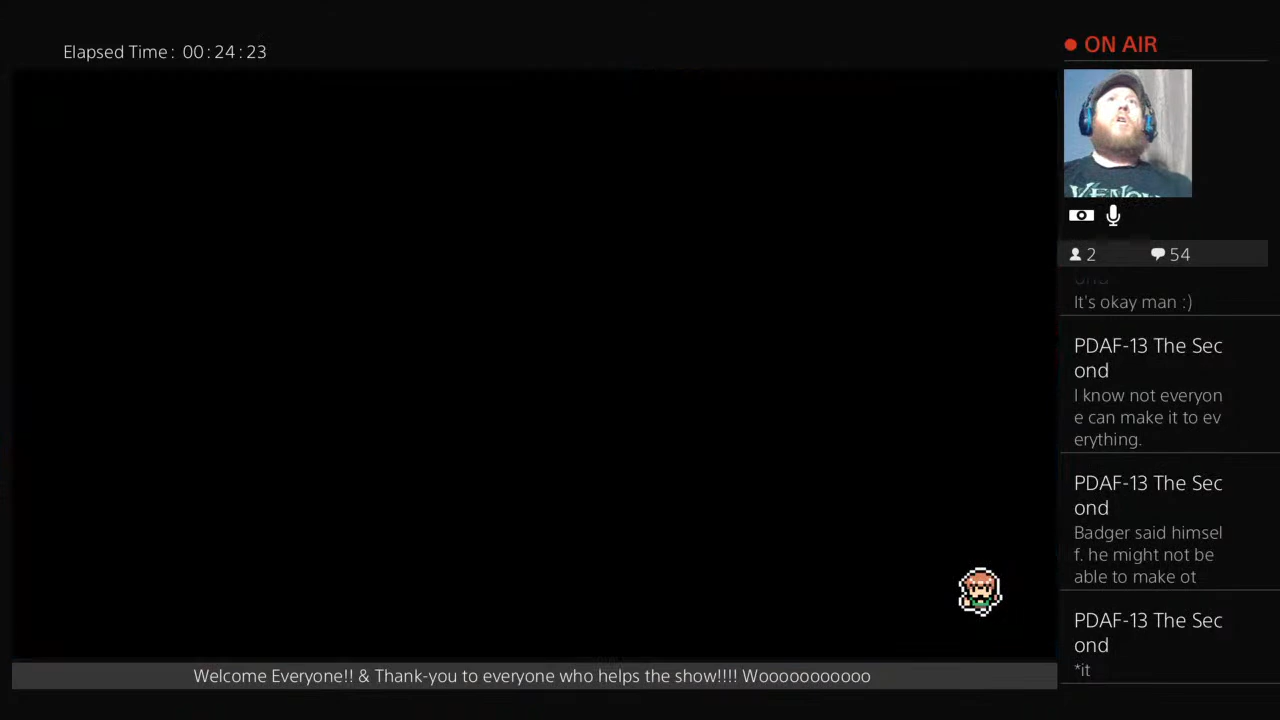 Elapsed Time: 00:24:23
ON AIR
2
54
It's okay man :)
PDAF-13 The Sec
ond
I know not everyon
e can make it to ev
erything.
PDAF-13 The Sec
ond
Badger said himsel
f. he might not be
able to make ot
PDAF-13 The Sec
ond
*it
Welcome Everyone!! & Thank-you to everyone who helps the show!!!! Wooooooooooo